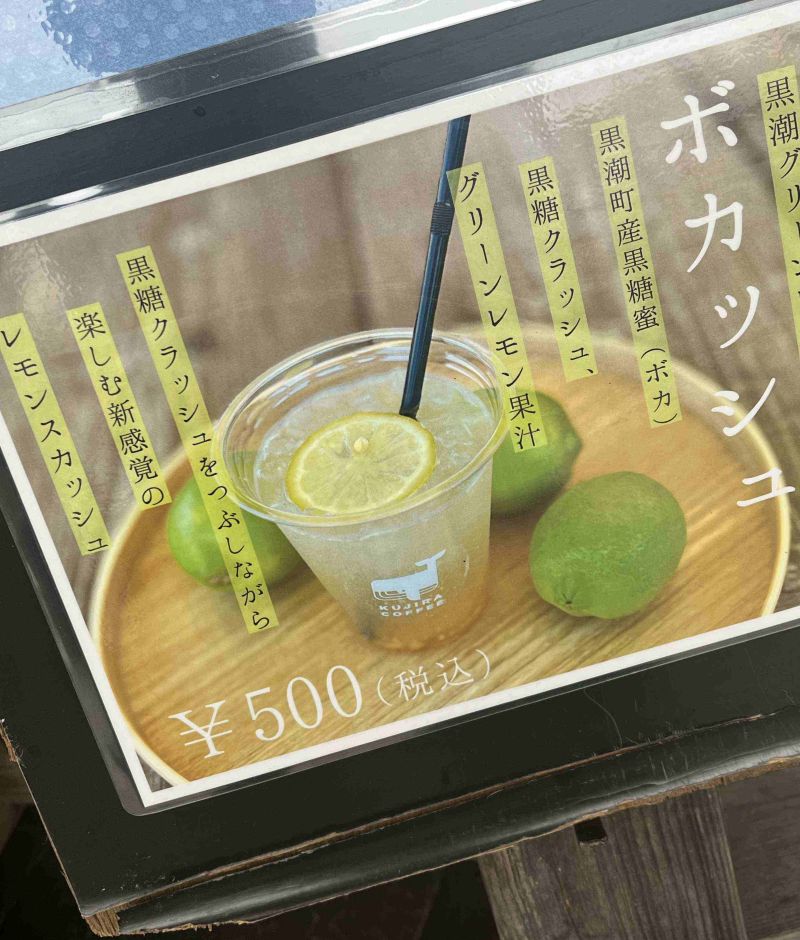 黒潮グリーン
ボカッシュ
黒潮町産黒糖蜜（ボカ）
黒糖クラッシュ、
グリーンレモン果汁
黒糖クラッシュをつぶしながら
楽しむ新感覚の
レモンスカッシュ
KUJIRA
COFFEE
￥500（税込）